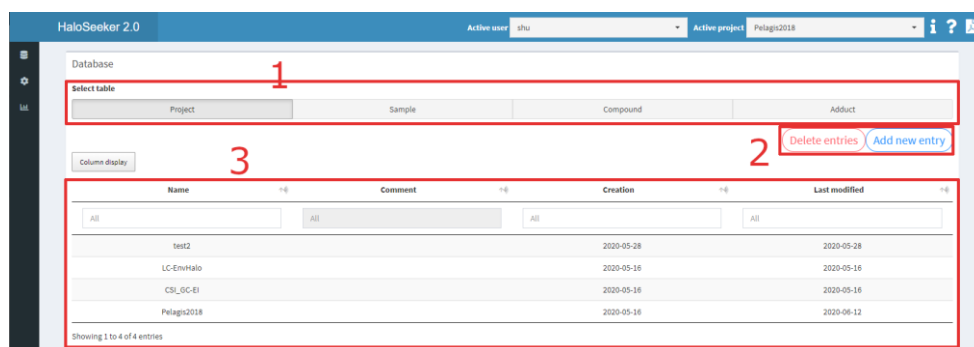 HaloSeeker 2.0 Active user shu Active project Pelagis2018 i ?
Database
1
Select table
Project Sample Compound Adduct
2 Delete entries Add new entry
Column display
3
Name Comment Creation Last modified
All All All All
test2 2020-05-28 2020-05-28
LC-EnvHalo 2020-05-16 2020-05-16
CSI_GC-EI 2020-05-16 2020-05-16
Pelagis2018 2020-05-16 2020-06-12
Showing 1 to 4 of 4 entries